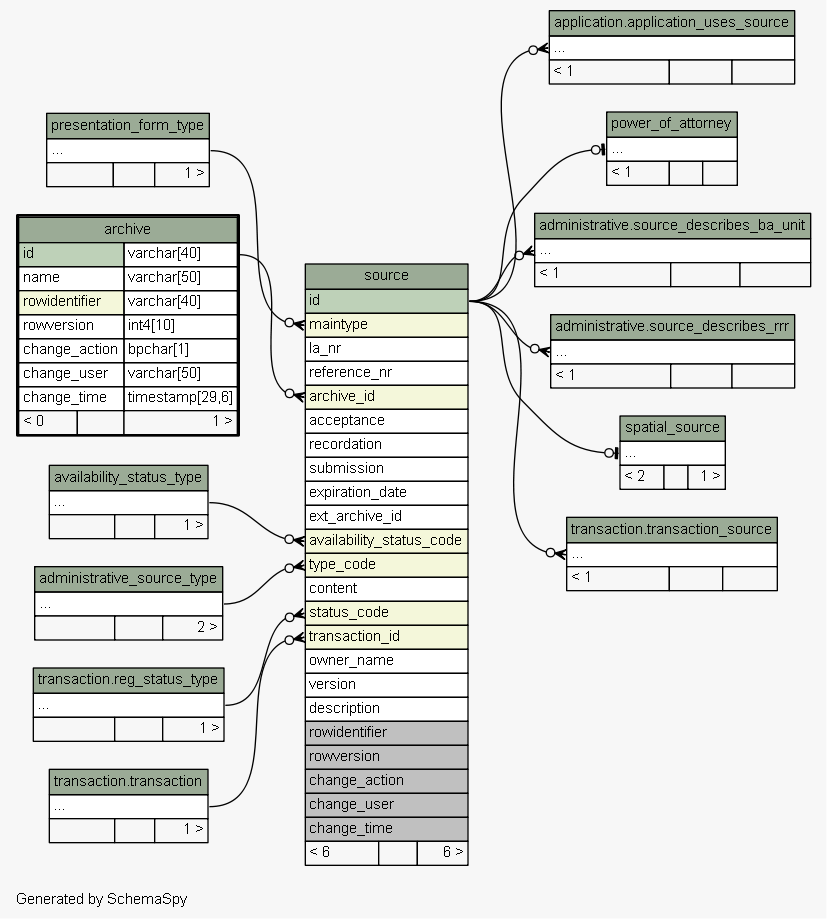 application.application_uses_source
...
< 1
presentation_form_type
...
1 >
power_of_attorney
...
< 1
archive
id varchar[40]
name varchar[50]
rowidentifier varchar[40]
rowversion int4[10]
change_action bpchar[1]
change_user varchar[50]
change_time timestamp[29,6]
< 0 1 >
administrative.source_describes_ba_unit
...
< 1
source
id
maintype
la_nr
reference_nr
archive_id
acceptance
recordation
submission
expiration_date
ext_archive_id
availability_status_code
type_code
content
status_code
transaction_id
owner_name
version
description
rowidentifier
rowversion
change_action
change_user
change_time
< 6 6 >
administrative.source_describes_rrr
...
< 1
spatial_source
...
< 2 1 >
availability_status_type
...
1 >
transaction.transaction_source
...
< 1
administrative_source_type
...
2 >
transaction.reg_status_type
...
1 >
transaction.transaction
...
1 >
Generated by SchemaSpy